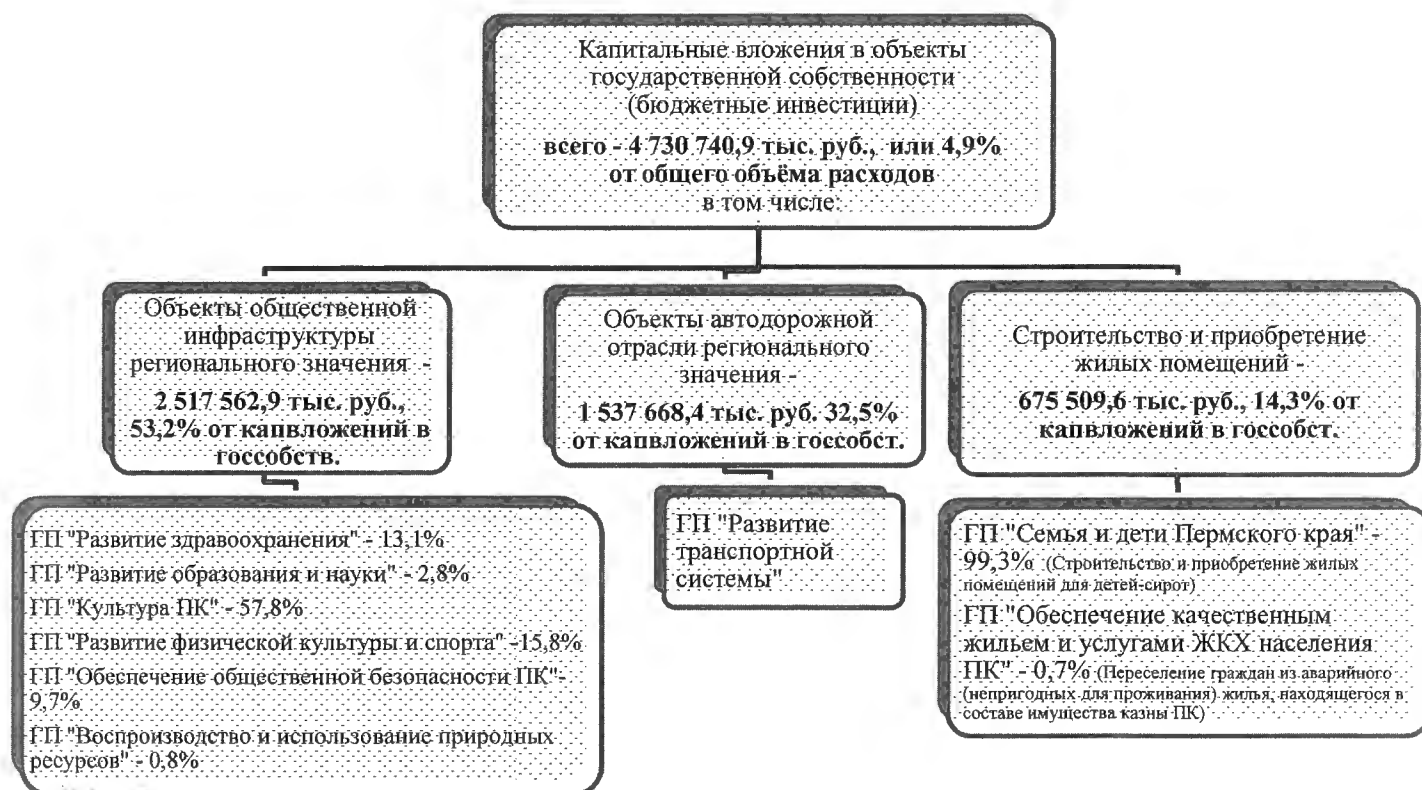 Капитальные вложения в объекты
государственной собственности
(бюджетные инвестиции)
всего - 4 730 740,9 тыс. руб., или 4,9%
от общего объёма расходов
в том числе:
Объекты общественной
инфраструктуры
регионального значения -
2 517 562,9 тыс. руб.,
53,2% от капвложений в
госсобств.
Объекты автодорожной
отрасли регионального
значения -
1 537 668,4 тыс. руб. 32,5%
от капвложений в госсобст.
Строительство и приобретение
жилых помещений -
675 509,6 тыс. руб., 14,3% от
капвложений в госсобст.
ГП "Развитие здравоохранения" - 13,1%
ГП "Развитие образования и науки" - 2,8%
ГП "Культура ПК" - 57,8%
ГП "Развитие физической культуры и спорта" -15,8%
ГП "Обеспечение общественной безопасности ПК"-
9,7%
ГП "Воспроизводство и использование природных
ресурсов" - 0,8%
ГП "Развитие
транспортной
системы"
ГП "Семья и дети Пермского края" -
99,3% (Строительство и приобретение жилых
помещений для детей-сирот)
ГП "Обеспечение качественным
жильем и услугами ЖКХ населения
ПК" - 0,7% (Переселение граждан из аварийного
(непригодных для проживания) жилья, находящегося в
составе имущества казны ПК)